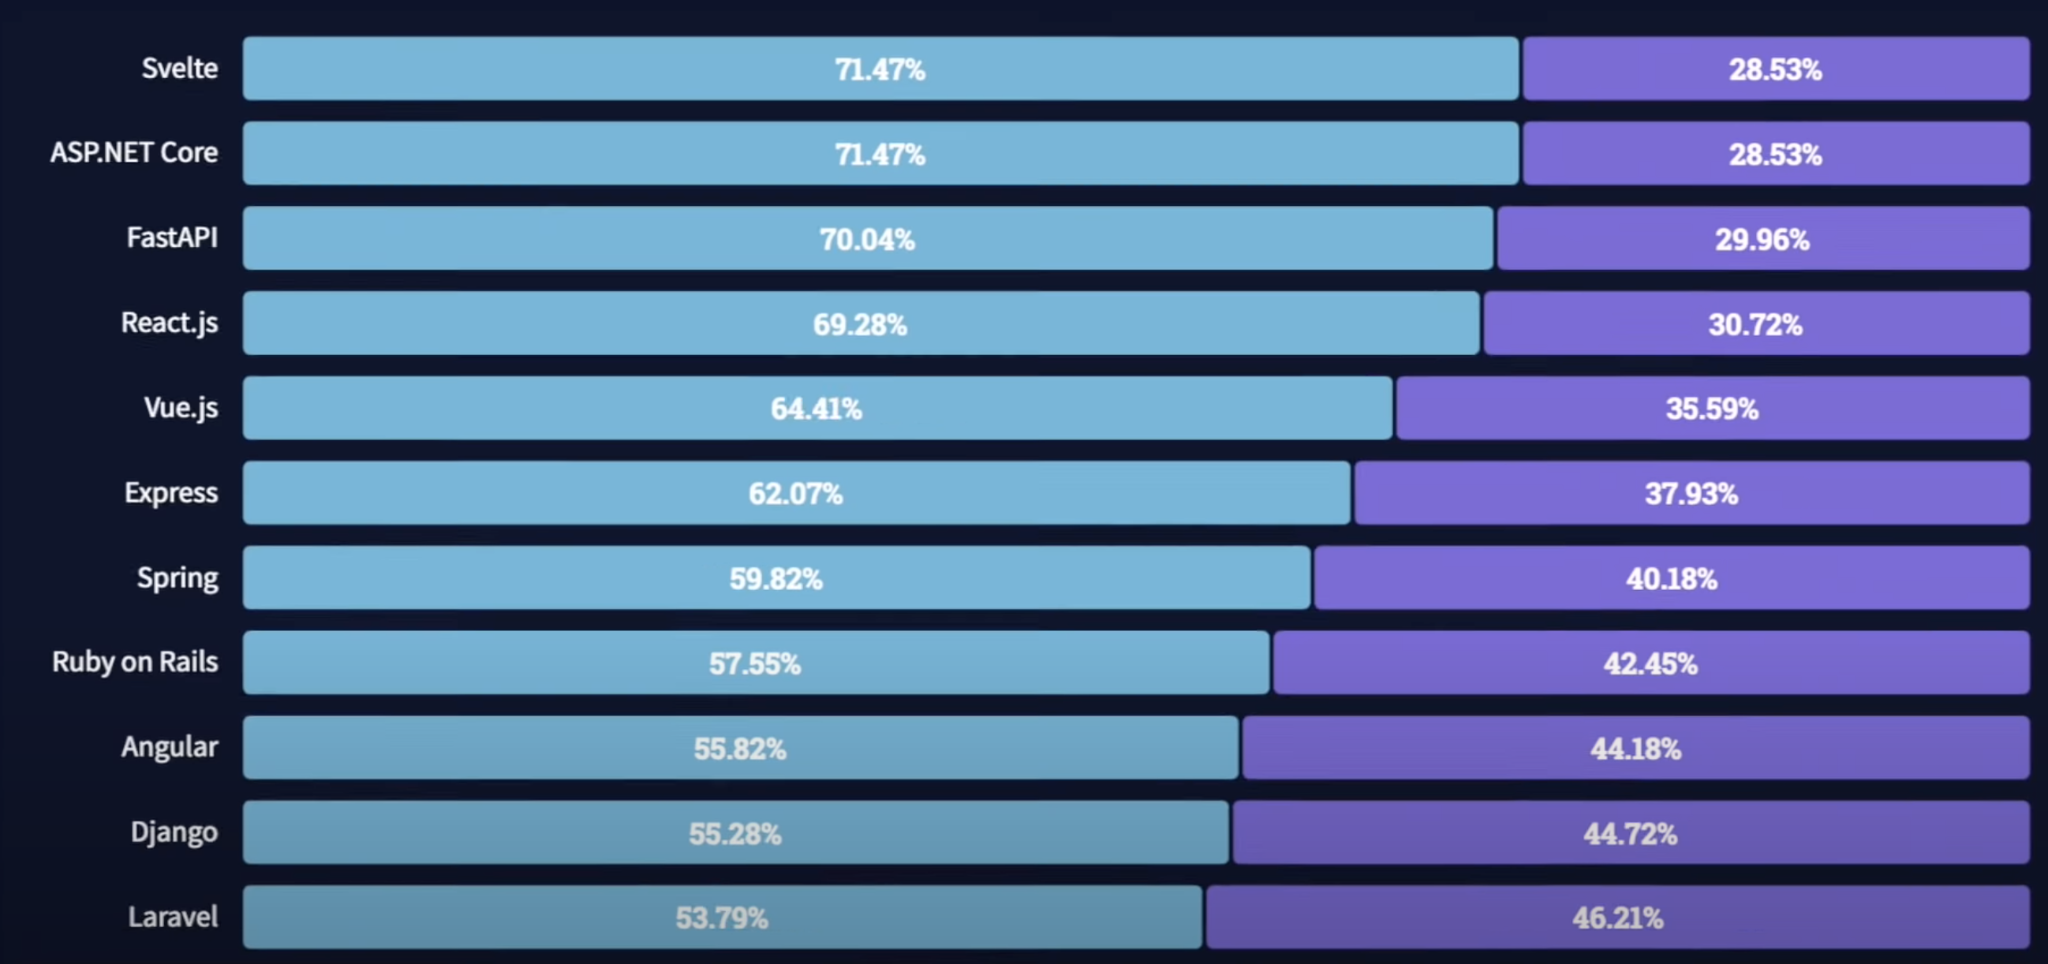 Svelte 71.47% 28.53%
ASP.NET Core 71.47% 28.53%
FastAPI 70.04% 29.96%
React.js 69.28% 30.72%
Vue.js 64.41% 35.59%
Express 62.07% 37.93%
Spring 59.82% 40.18%
Ruby on Rails 57.55% 42.45%
Angular 55.82% 44.18%
Django 55.28% 44.72%
Laravel 53.79% 46.21%